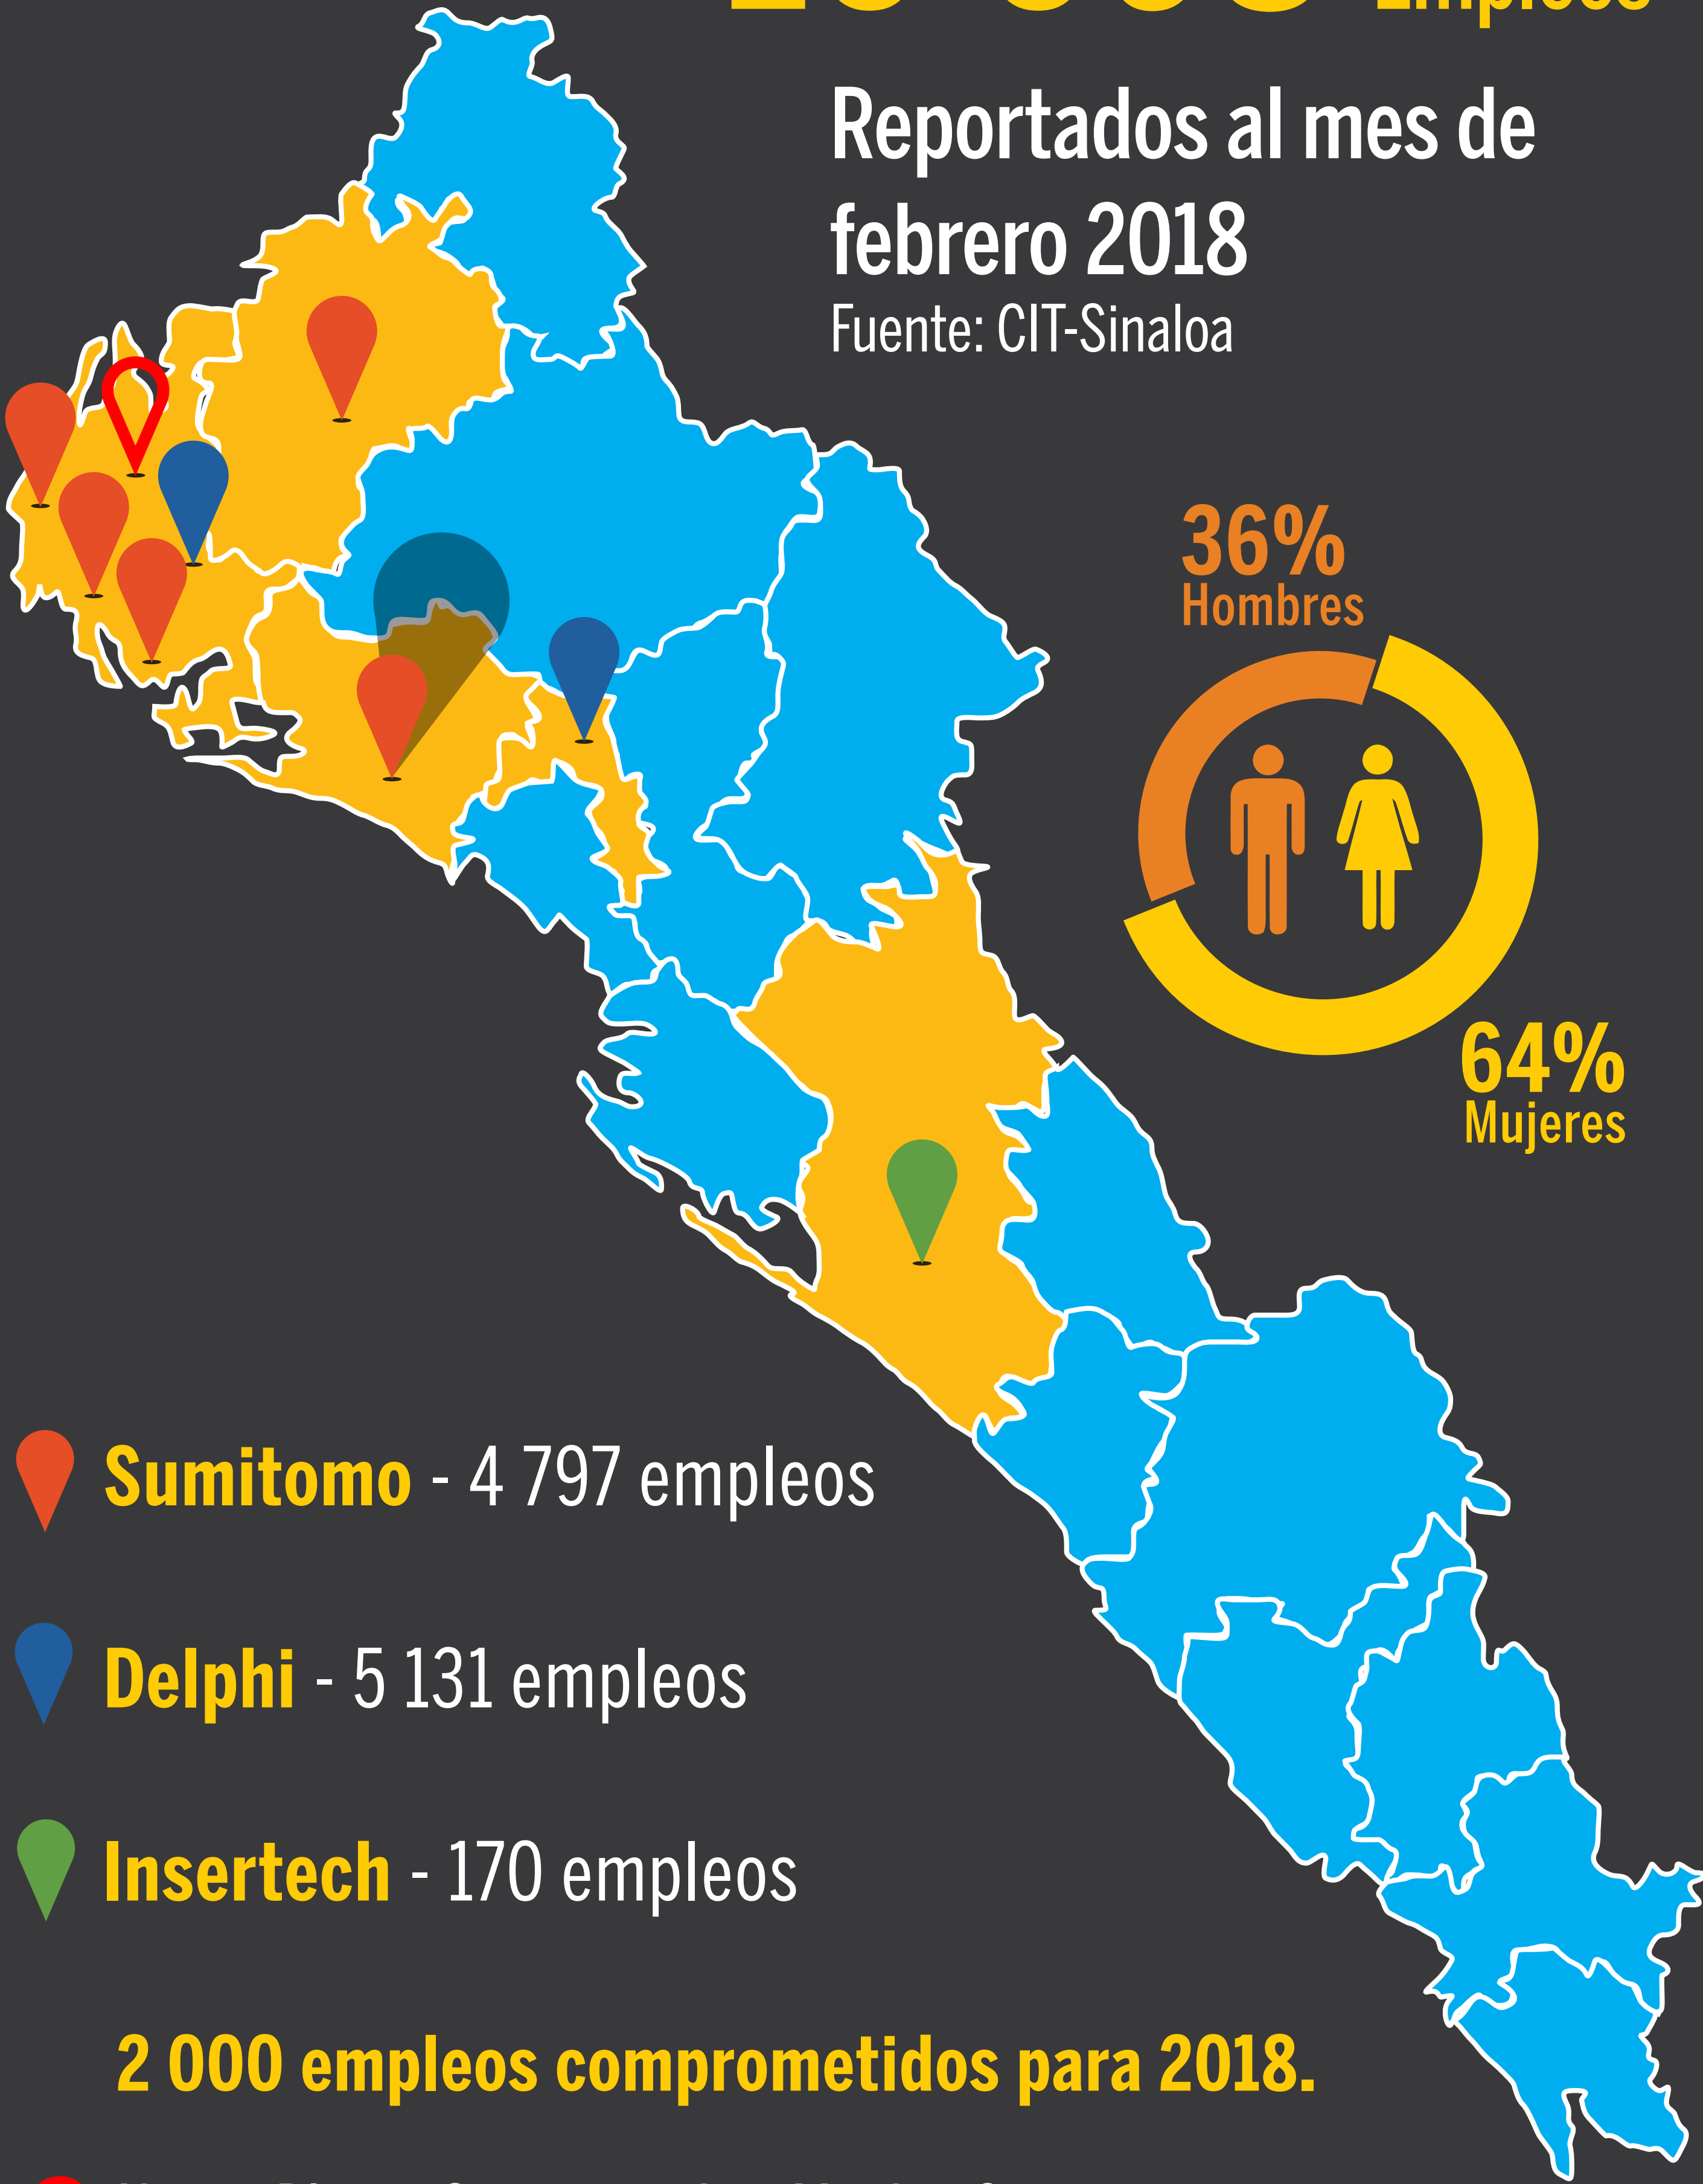 Reportados al mes de
febrero 2018
Fuente: CIT-Sinaloa
36%
Hombres
64%
Mujeres
Sumitomo - 4 797 empleos
Delphi - 5 131 empleos
Insertech - 170 empleos
2 000 empleos comprometidos para 2018.